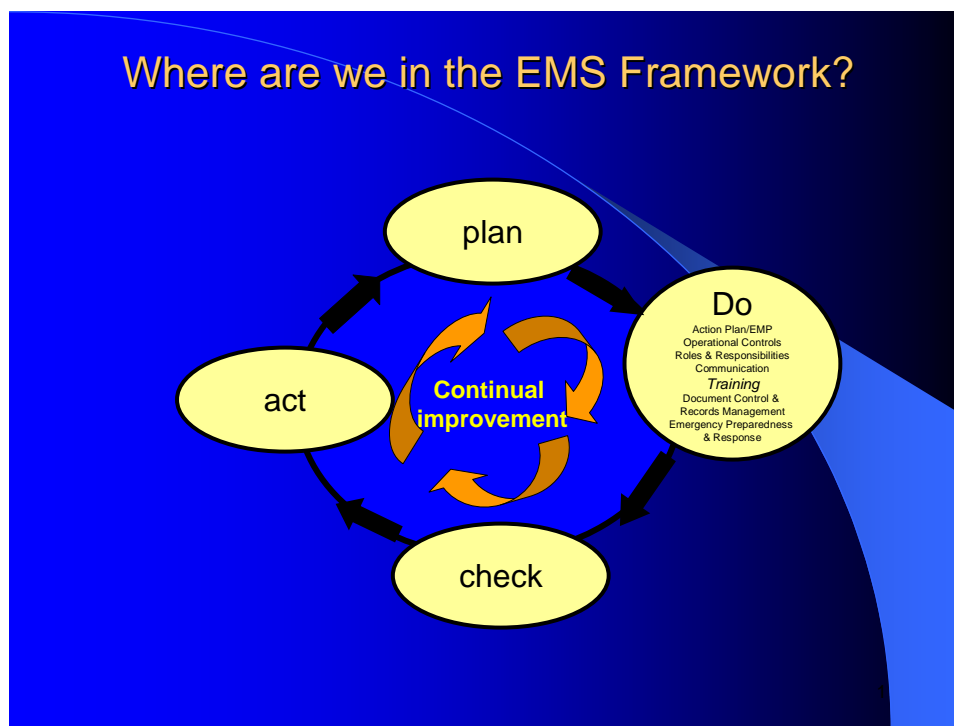 Where are we in the EMS Framework?
plan
Do
Action Plan/EMP
Operational Controls
Roles & Responsibilities
Communication
Training
Document Control &
Records Management
Emergency Preparedness
& Response
act
Continual
improvement
check